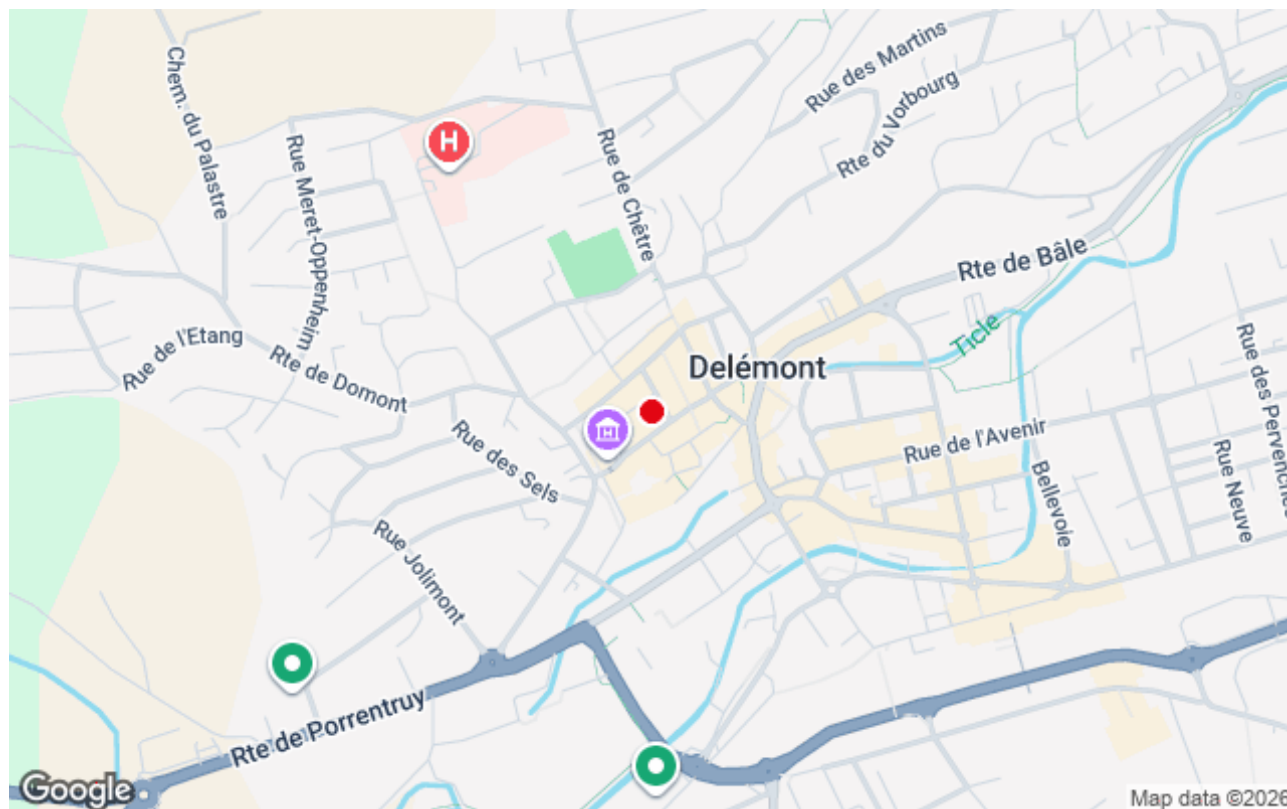 Rue des Martins
Chem. du Palastre
H
Rte du Vorbourg
Rue Meret-Oppenheim
Rue de Chêtre
Rte de Bâle
Ticle
Rue de l'Etang
Rte de Domont
Delémont
Rue des Pervenches
H
Rue des Sels
Rue de l'Avenir
Bellevoie
Rue Neuve
Rue Jolimont
Rte de Porrentruy
Google
Map data ©202